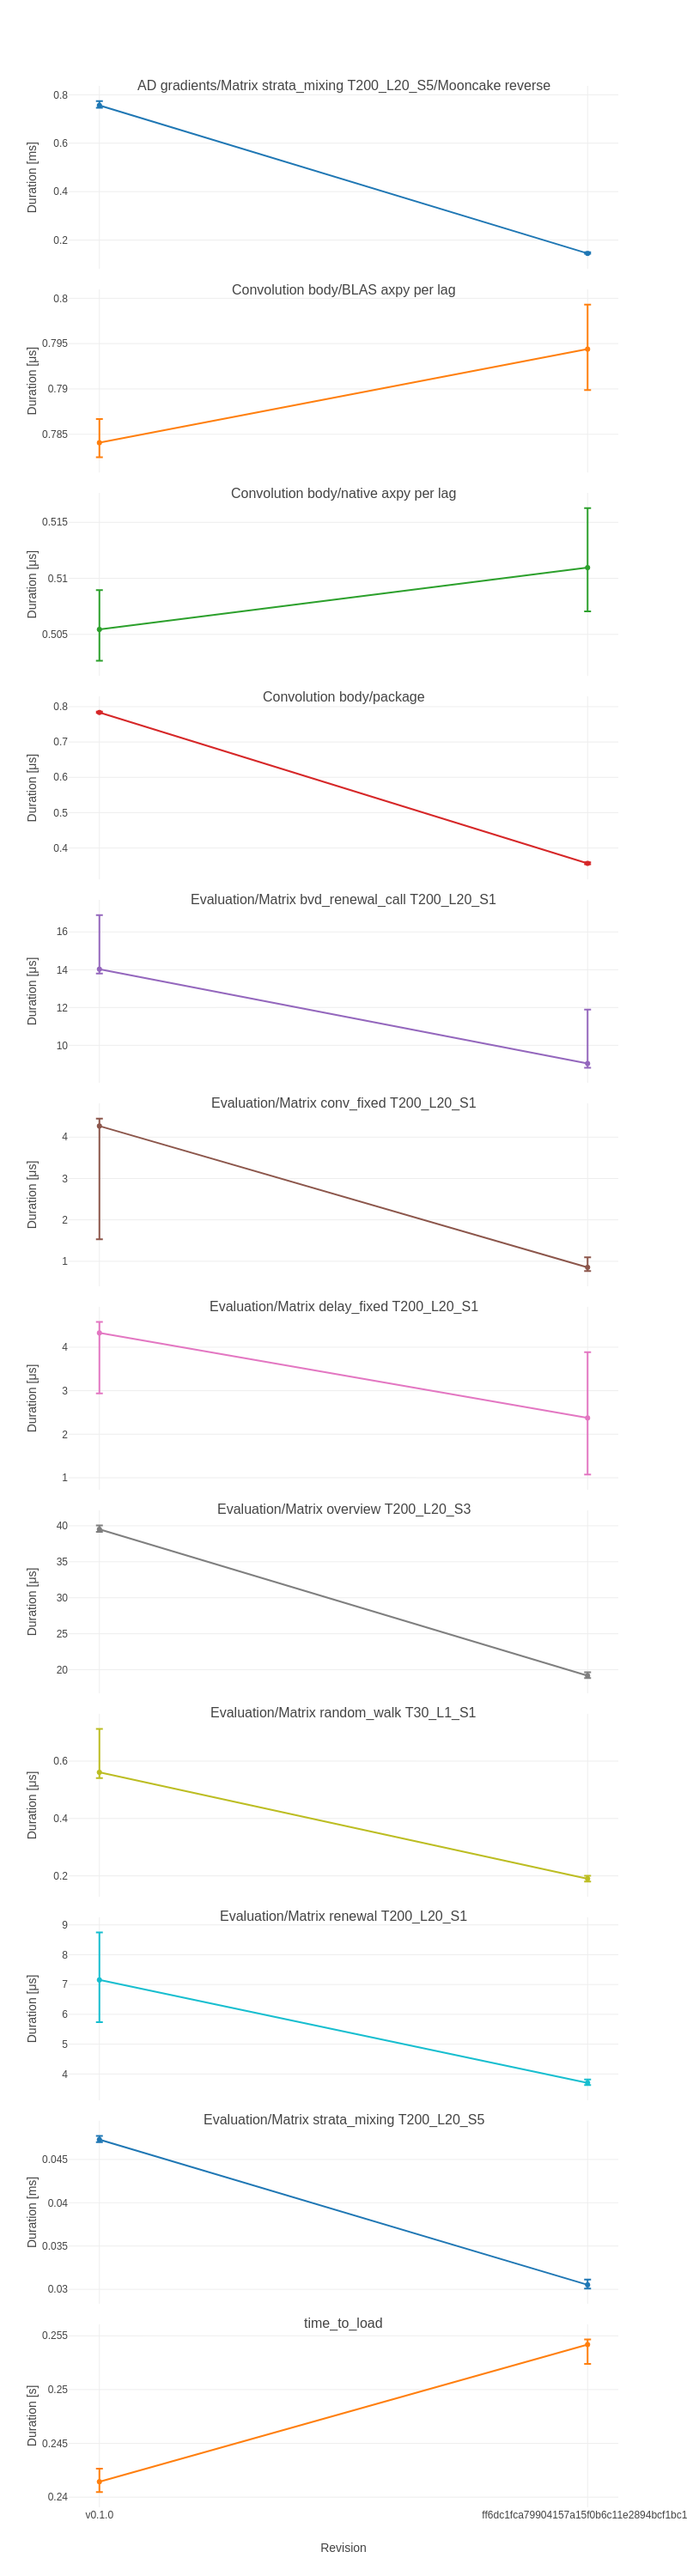 AD gradients/Matrix strata_mixing T200_L20_S5/Mooncake reverse
Duration [ms]
0.8
0.6
0.4
0.2
Convolution body/BLAS axpy per lag
Duration [μs]
0.8
0.795
0.79
0.785
Convolution body/native axpy per lag
Duration [μs]
0.515
0.51
0.505
Convolution body/package
Duration [μs]
0.8
0.7
0.6
0.5
0.4
Evaluation/Matrix bvd_renewal_call T200_L20_S1
Duration [μs]
16
14
12
10
Evaluation/Matrix conv_fixed T200_L20_S1
Duration [μs]
4
3
2
1
Evaluation/Matrix delay_fixed T200_L20_S1
Duration [μs]
4
3
2
1
Evaluation/Matrix overview T200_L20_S3
Duration [μs]
40
35
30
25
20
Evaluation/Matrix random_walk T30_L1_S1
Duration [μs]
0.6
0.4
0.2
Evaluation/Matrix renewal T200_L20_S1
Duration [μs]
9
8
7
6
5
4
Evaluation/Matrix strata_mixing T200_L20_S5
Duration [ms]
0.045
0.04
0.035
0.03
time_to_load
Duration [s]
0.255
0.25
0.245
0.24
v0.1.0
ff6dc1fca79904157a15f0b6c11e2894bcf1bc1
Revision